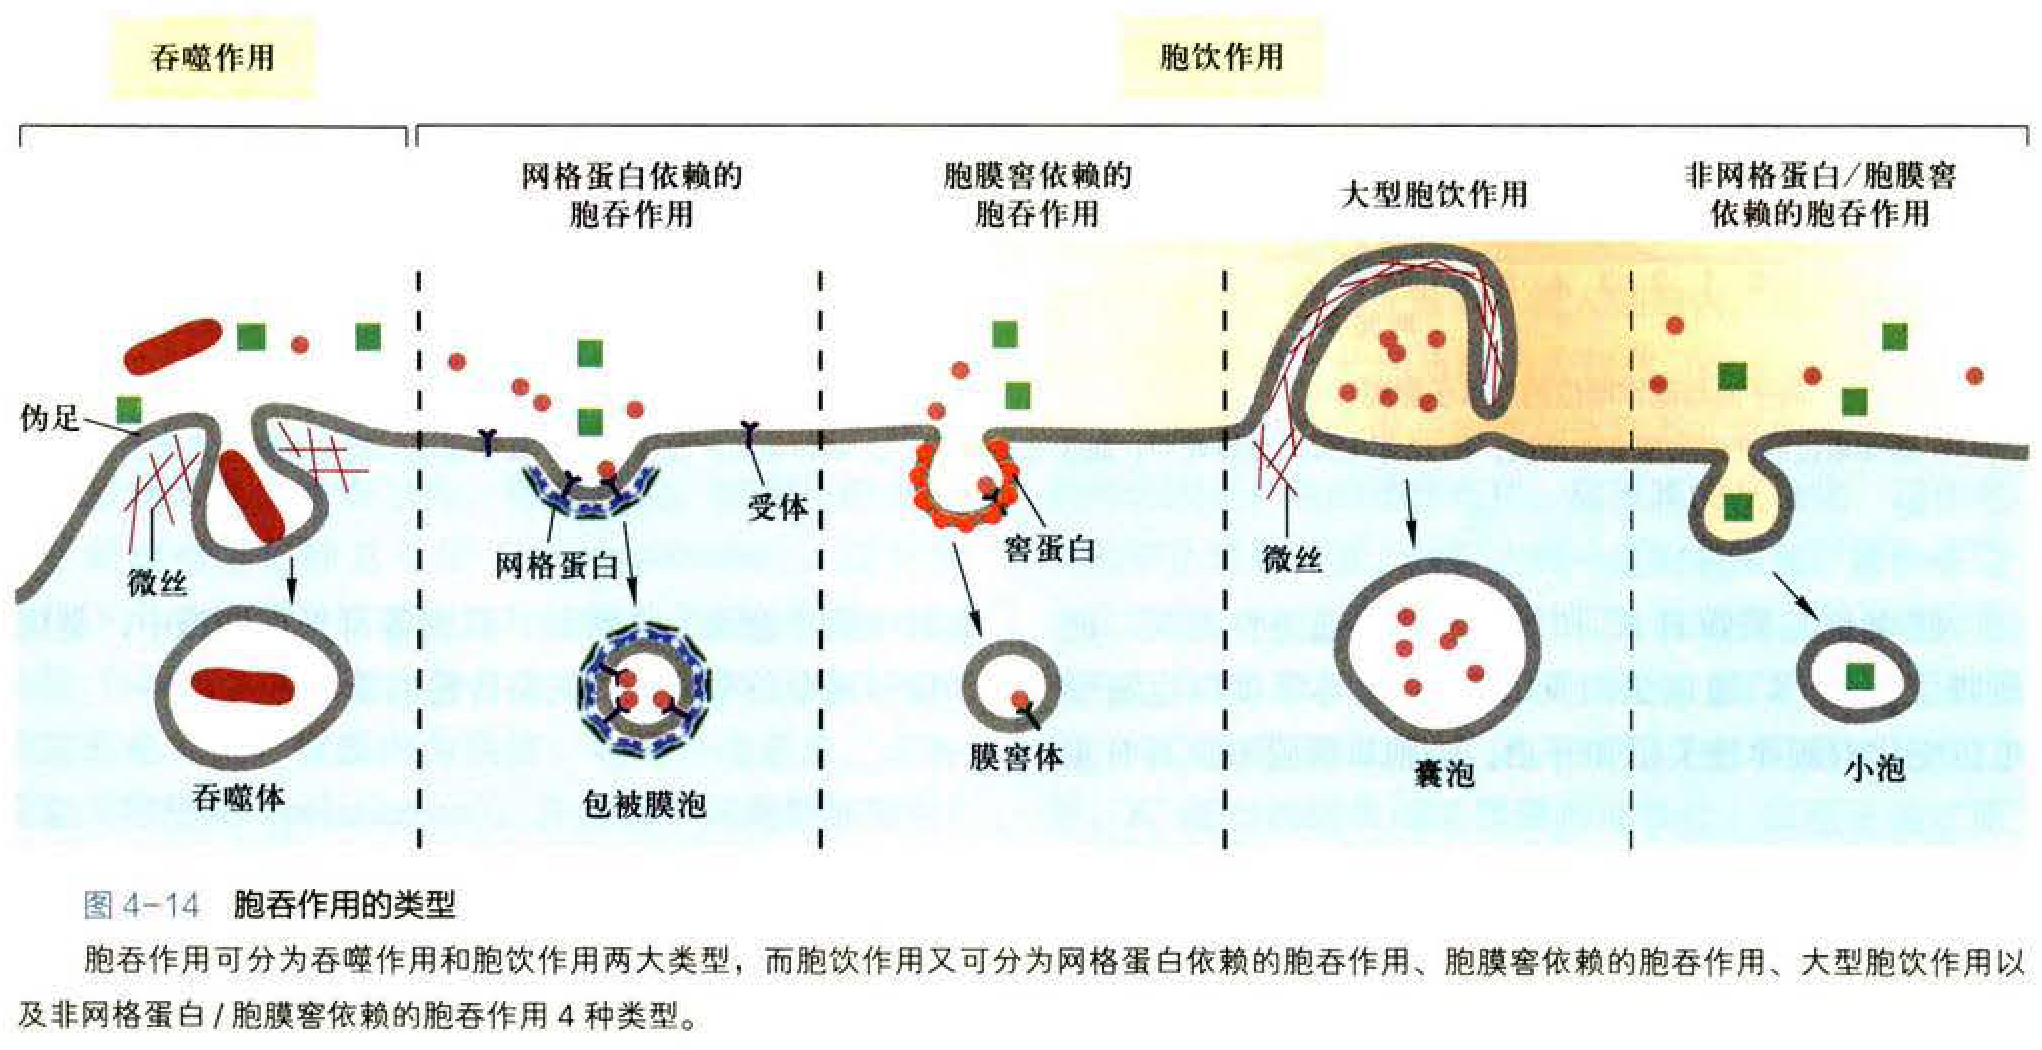 吞噬作用
胞饮作用
网格蛋白依赖的
胞吞作用
胞膜窖依赖的
胞吞作用
大型胞饮作用
非网格蛋白/胞膜窖
依赖的胞吞作用
伪足
微丝
吞噬体
网格蛋白
受体
包被膜泡
窖蛋白
膜窖体
微丝
囊泡
小泡
图 4-14 胞吞作用的类型
胞吞作用可分为吞噬作用和胞饮作用两大类型，而胞饮作用又可分为网格蛋白依赖的胞吞作用、胞膜窖依赖的胞吞作用、大型胞饮作用以
及非网格蛋白/胞膜窖依赖的胞吞作用 4 种类型。